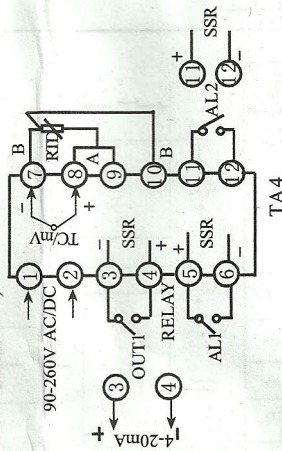 + 4-20mA -
3 4
90-260V AC/DC
OUT1 RELAY AL1
- SSR + + SSR -
1 2 3 4 5 6
TC/mV
- +
7 8 9 10 11 12
B RID A B
AL2
11 12
+ SSR -
TA4